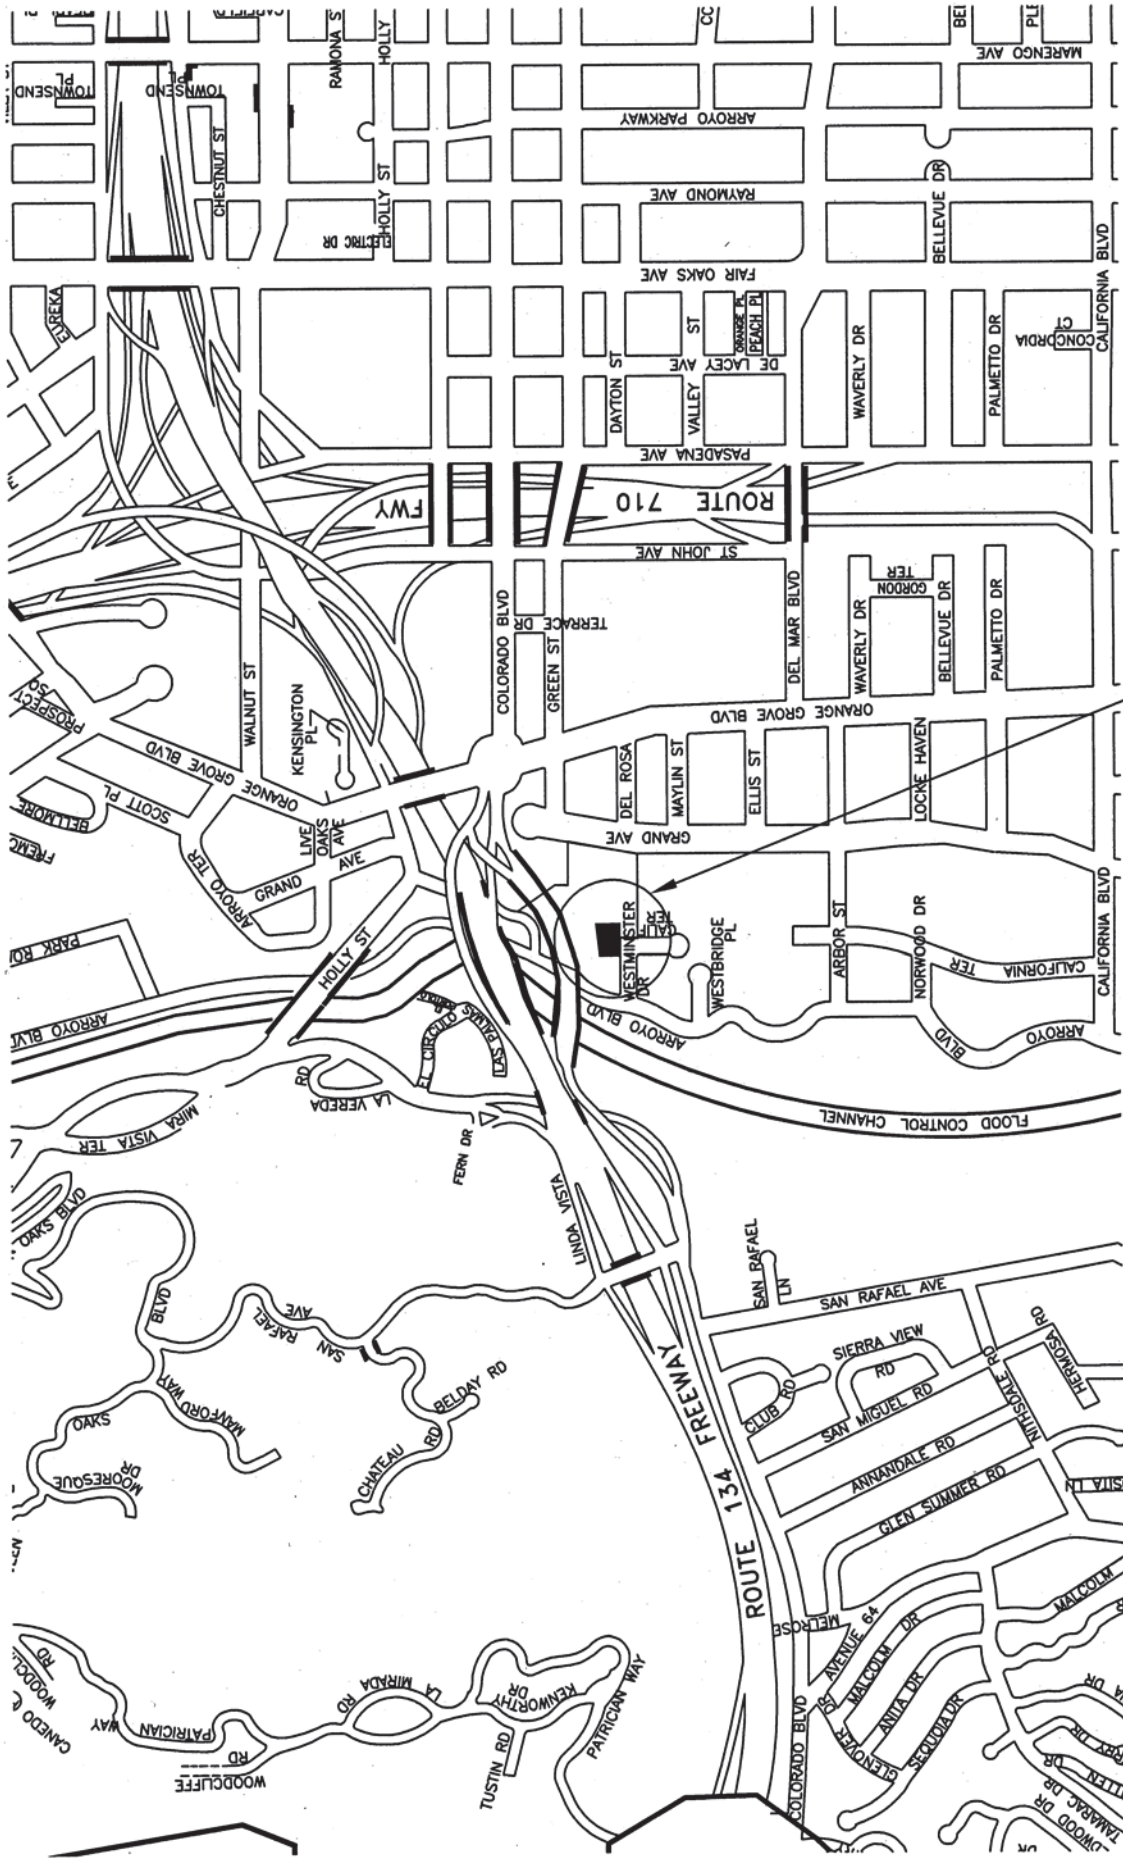 MARENGO AVE
TOWNSEND PL
TOWNSEND PL
RAMONA S
HOLLY
CHESTNUT ST
HOLLY ST
ELECTRIC DR
ARROYO PARKWAY
RAYMOND AVE
BELLEVUE DR
FAIR OAKS AVE
CALIFORNIA BLVD
EUREKA
DAYTON ST
VALLEY ST
ORANGE PL
PEACH PL
DE LACEY AVE
WAVERLY DR
PALMETTO DR
CONCORDIA CT
PASADENA AVE
FWY
ROUTE 710
ST JOHN AVE
COLORADO BLVD
TERRACE DR
GREEN ST
DEL MAR BLVD
WAVERLY DR
GORDON TER
BELLEVUE DR
PALMETTO DR
PROSPECT SQ
WALNUT ST
KENSINGTON PL
ORANGE GROVE BLVD
ORANGE GROVE BLVD
SCOTT PL
BELLMORE
FREMO
ARROYO TER
LIVE OAKS AVE
GRAND AVE
DEL ROSA
MAYLIN ST
ELLIS ST
LOCKE HAVEN
GRAND AVE
HOLLY ST
WESTMINSTER DR
CALIF TER
WESTBRIDGE PL
ARBOR ST
NORWOOD DR
CALIFORNIA TER
CALIFORNIA BLVD
PARK RO
ARROYO BLVD
ARROYO BLVD
ARROYO BLVD
EL CIRCULO
LAS PALMAS
LA VEREDA RD
FLOOD CONTROL CHANNEL
MIRA VISTA TER
FERN DR
LINDA VISTA
OAKS BLVD
BLVD
SAN RAFAEL AVE
SAN RAFAEL LN
SAN RAFAEL AVE
SIERRA VIEW RD
HERMOSA RD
NITHSDALE RD
CLUB RD
SAN MIGUEL RD
ANNANDALE RD
GLEN SUMMER RD
BELDAY RD
CHATEAU RD
OAKS
MANFORD WAY
MOORESQUE DR
SITA LN
ROUTE 134 FREEWAY
MELROSE
AVENUE 64
MALCOLM DR
MALCOLM
ANITA DR
SEQUOIA DR
GLENOVER DR
COLORADO BLVD
LA MIRADA RD
KENWORTHY DR
TUSTIN RD
PATRICIAN WAY
PATRICIAN WAY
WOODCLIFFE RD
WOODCLI
RD
CANEDO
TAMARAC DR
DWOOD DR